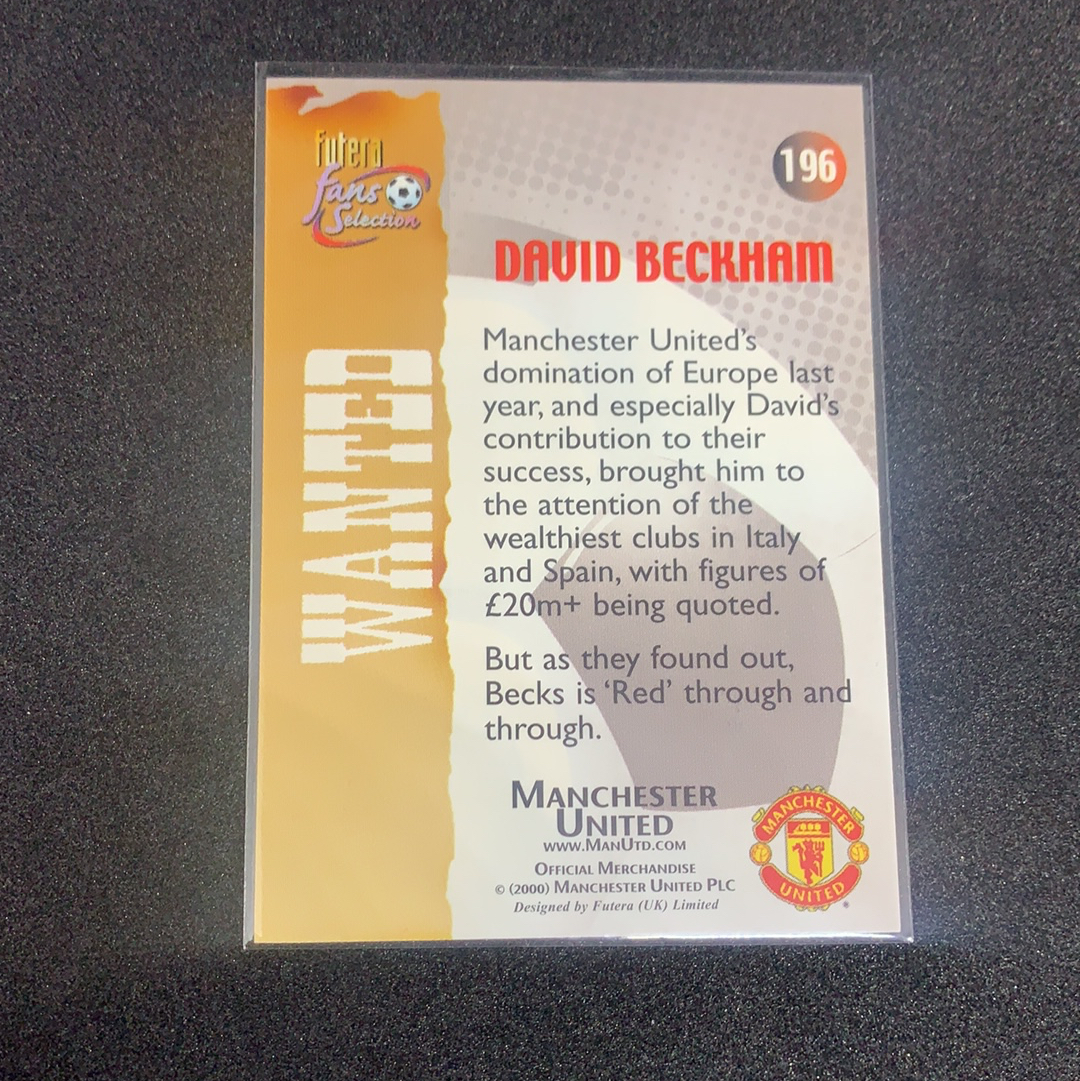 Futera
fans
Selection
196
DAVID BECKHAM
WANTED
Manchester United's
domination of Europe last
year, and especially David's
contribution to their
success, brought him to
the attention of the
wealthiest clubs in Italy
and Spain, with figures of
£20m+ being quoted.
But as they found out,
Becks is 'Red' through and
through.
MANCHESTER
UNITED
WWW.MANUTD.COM
OFFICIAL MERCHANDISE
© (2000) MANCHESTER UNITED PLC
Designed by Futera (UK) Limited
MANCHESTER
UNITED